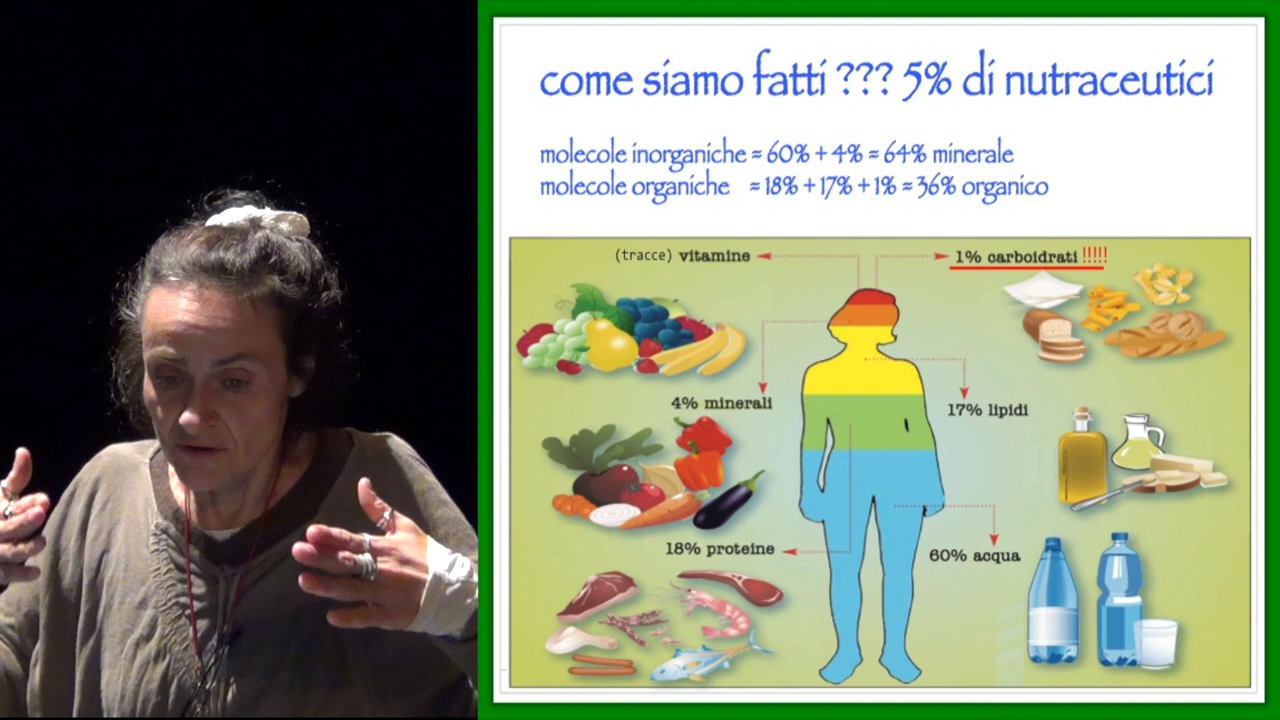 come siamo fatti ??? 5% di nutraceutici
molecole inorganiche ≈ 60% + 4% ≈ 64% minerale
molecole organiche ≈ 18% + 17% + 1% ≈ 36% organico
(tracce) vitamine
1% carboidrati !!!!!
4% minerali
17% lipidi
18% proteine
60% acqua